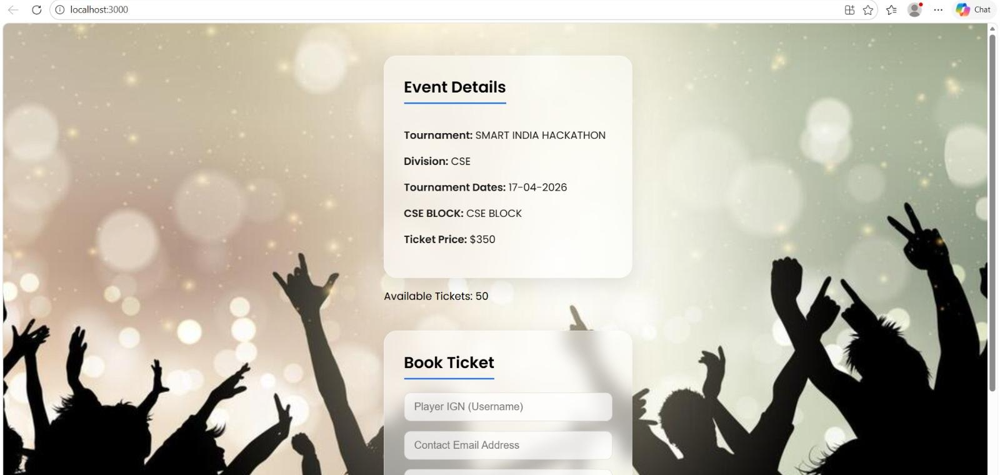 localhost:3000
Chat
Event Details
Tournament: SMART INDIA HACKATHON
Division: CSE
Tournament Dates: 17-04-2026
CSE BLOCK: CSE BLOCK
Ticket Price: $350
Available Tickets: 50
Book Ticket
Player IGN (Username)
Contact Email Address